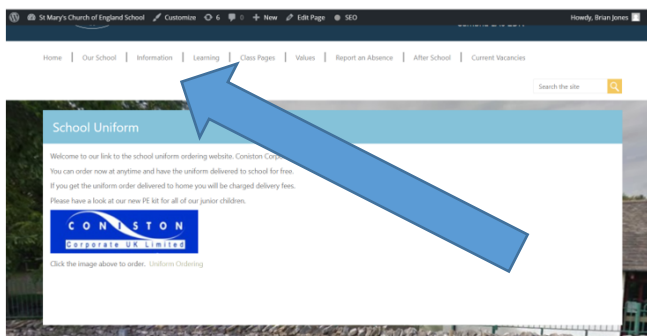 St Mary's Church of England School Customize 6 0 + New Edit Page SEO Howdy, Brian Jones
Home | Our School | Information | Learning | Class Pages | Values | Report an Absence | After School | Current Vacancies
Search the site
School Uniform
Welcome to our link to the school uniform ordering website. Coniston
You can order now at anytime and have the uniform delivered to school for free.
If you get the uniform order delivered to home you will be charged delivery fees.
Please have a look at our new PE kit for all of our junior children.
CONISTON
Corporate UK Limited
Click the image above to order. Uniform Ordering